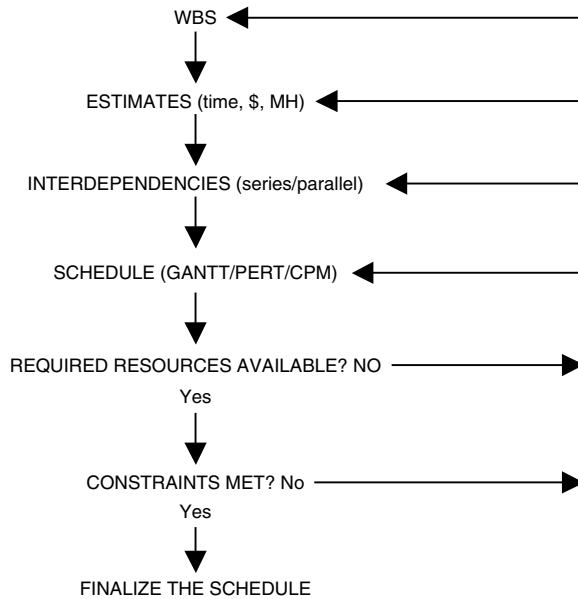 WBS
ESTIMATES (time, $, MH)
INTERDEPENDENCIES (series/parallel)
SCHEDULE (GANTT/PERT/CPM)
REQUIRED RESOURCES AVAILABLE? NO
Yes
CONSTRAINTS MET? No
Yes
FINALIZE THE SCHEDULE